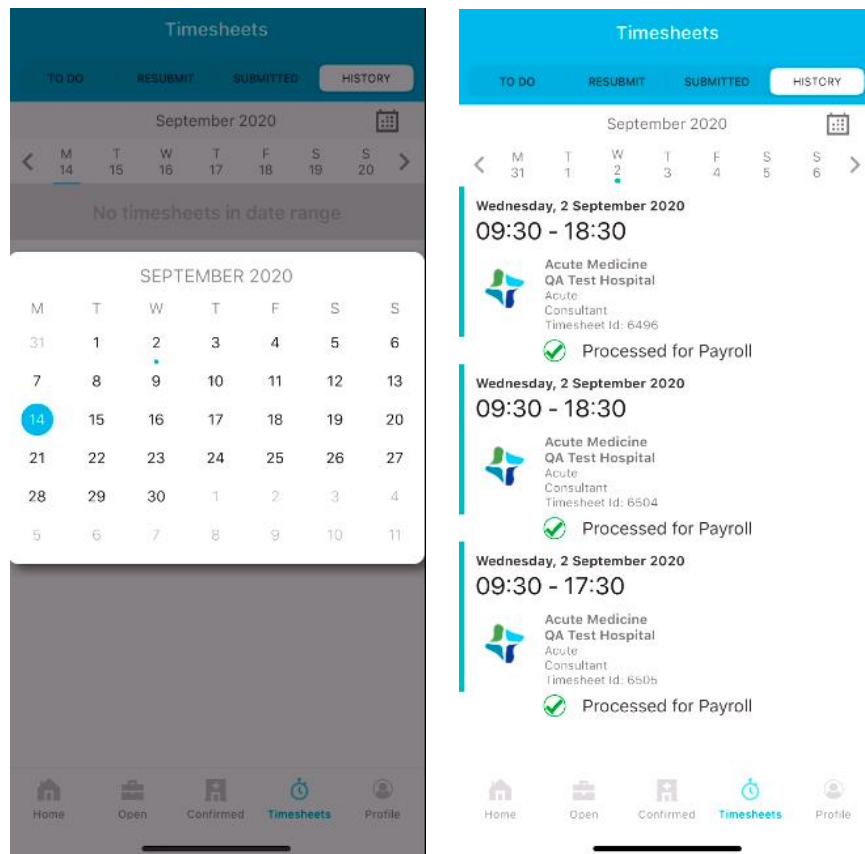 Timesheets
TO DO RESUBMIT SUBMITTED HISTORY
September 2020
M T W T F S S
14 15 16 17 18 19 20
No timesheets in date range
SEPTEMBER 2020
M T W T F S S
31 1 2 3 4 5 6
7 8 9 10 11 12 13
14 15 16 17 18 19 20
21 22 23 24 25 26 27
28 29 30 1 2 3 4
5 6 7 8 9 10 11
Home Open Confirmed Timesheets Profile
Timesheets
TO DO RESUBMIT SUBMITTED HISTORY
September 2020
M T W T F S S
31 1 2 3 4 5 6
Wednesday, 2 September 2020
09:30 - 18:30
Acute Medicine
QA Test Hospital
Acute
Consultant
Timesheet Id: 6496
Processed for Payroll
Wednesday, 2 September 2020
09:30 - 18:30
Acute Medicine
QA Test Hospital
Acute
Consultant
Timesheet Id: 6504
Processed for Payroll
Wednesday, 2 September 2020
09:30 - 17:30
Acute Medicine
QA Test Hospital
Acute
Consultant
Timesheet Id: 6505
Processed for Payroll
Home Open Confirmed Timesheets Profile